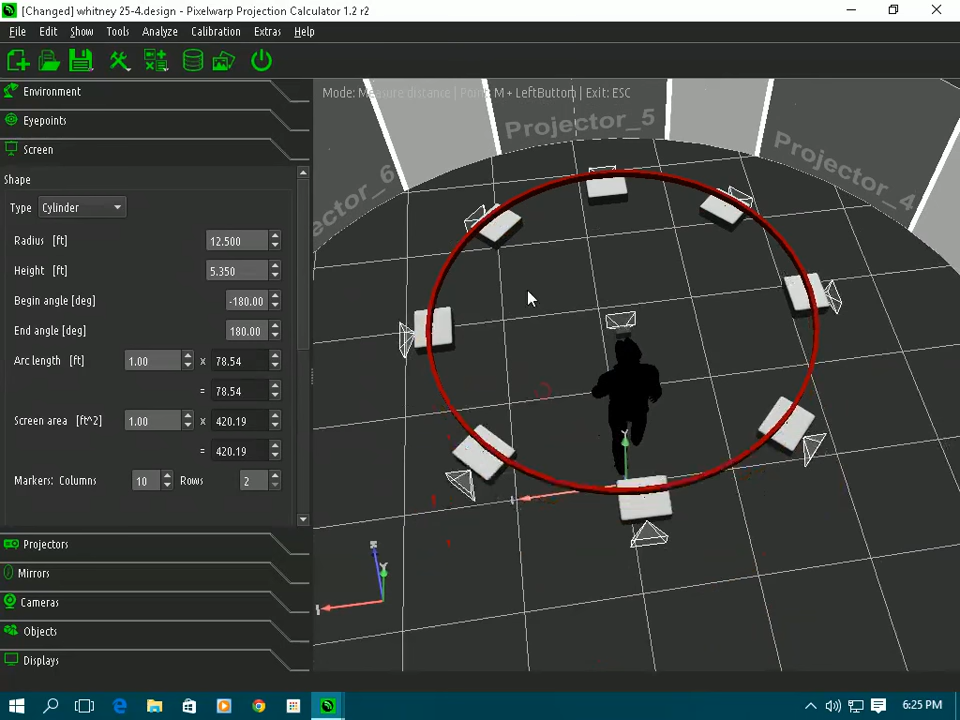 [Changed] whitney 25-4.design - Pixelwarp Projection Calculator 1.2 r2
File Edit Show Tools Analyze Calibration Extras Help
Environment
Eyepoints
Screen
Shape
Type Cylinder
Radius [ft] 12.500
Height [ft] 5.350
Begin angle [deg] -180.00
End angle [deg] 180.00
Arc length [ft] 1.00 x 78.54
= 78.54
Screen area [ft^2] 1.00 x 420.19
= 420.19
Markers: Columns 10 Rows 2
Projectors
Mirrors
Cameras
Objects
Displays
Mode: Measure distance | Point: M + LeftButton | Exit: ESC
Projector_5
Projector_4
ojector_6
Y
Y
6:25 PM